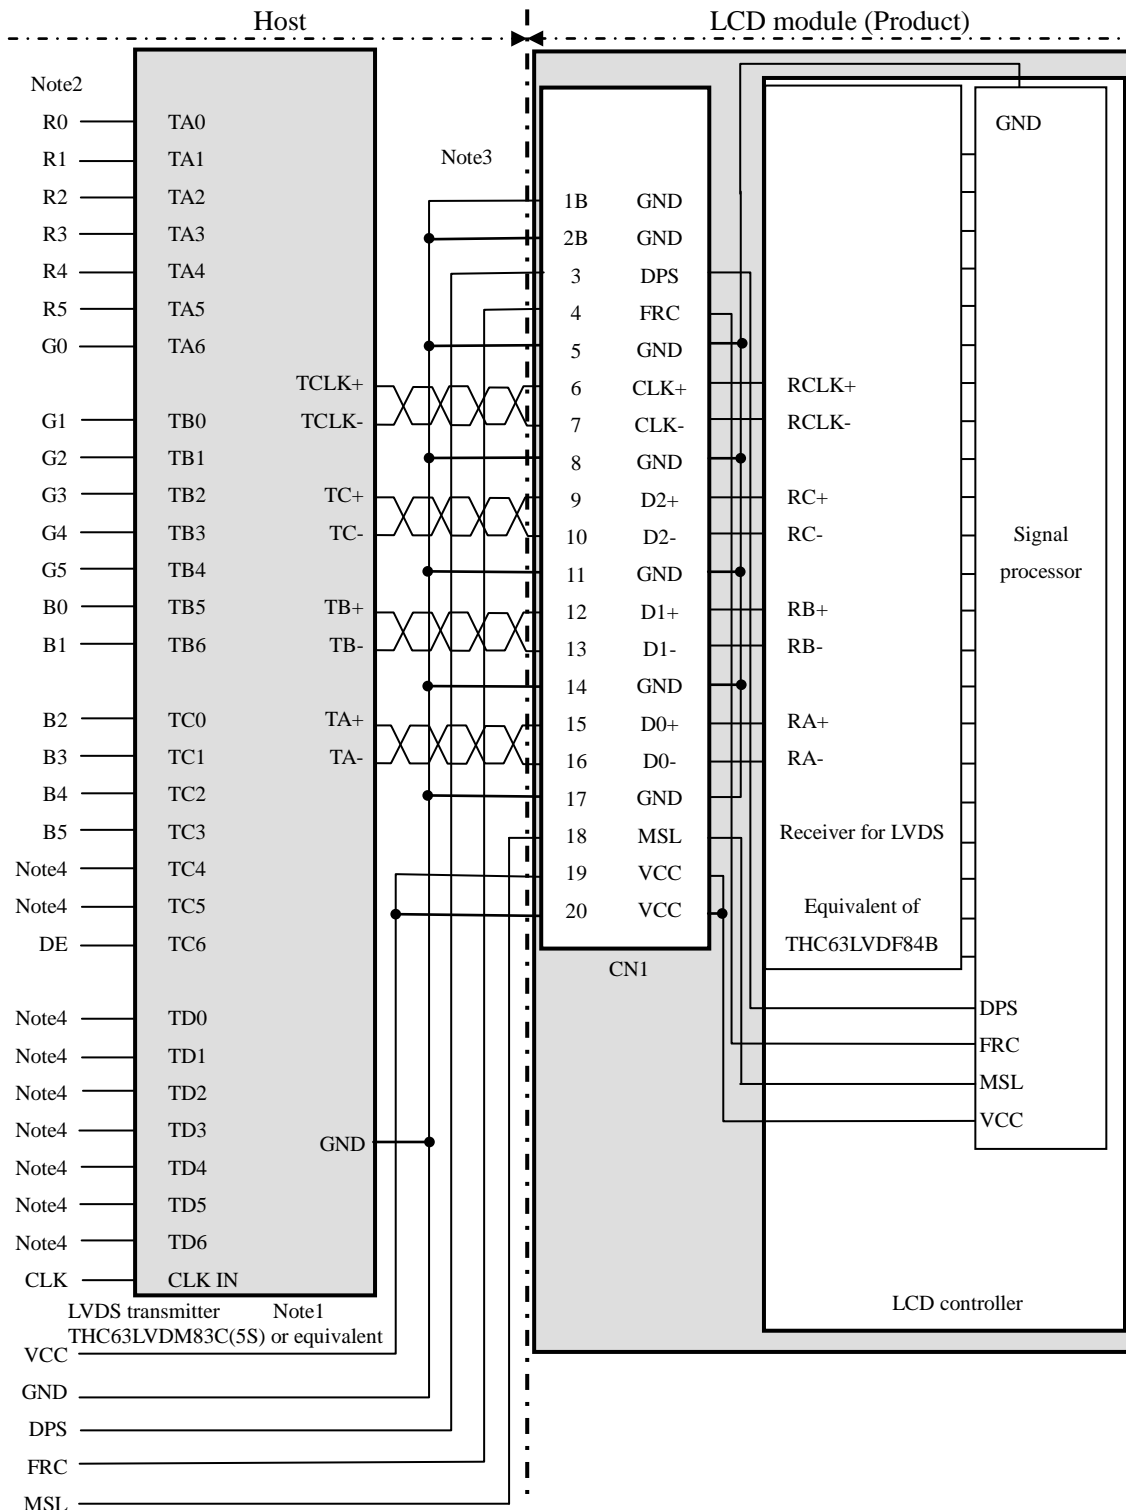 Host
LCD module (Product)
Note2
R0 TA0
R1 TA1
R2 TA2
R3 TA3
R4 TA4
R5 TA5
G0 TA6
G1 TB0
G2 TB1
G3 TB2
G4 TB3
G5 TB4
B0 TB5
B1 TB6
B2 TC0
B3 TC1
B4 TC2
B5 TC3
Note4 TC4
Note4 TC5
DE TC6
Note4 TD0
Note4 TD1
Note4 TD2
Note4 TD3
Note4 TD4
Note4 TD5
Note4 TD6
CLK CLK IN
TCLK+
TCLK-
TC+
TC-
TB+
TB-
TA+
TA-
GND
LVDS transmitter Note1
THC63LVDM83C(5S) or equivalent
VCC
GND
DPS
FRC
MSL
Note3
1B GND
2B GND
3 DPS
4 FRC
5 GND
6 CLK+
7 CLK-
8 GND
9 D2+
10 D2-
11 GND
12 D1+
13 D1-
14 GND
15 D0+
16 D0-
17 GND
18 MSL
19 VCC
20 VCC
CN1
RCLK+
RCLK-
RC+
RC-
RB+
RB-
RA+
RA-
Receiver for LVDS
Equivalent of
THC63LVDF84B
GND
Signal
processor
DPS
FRC
MSL
VCC
LCD controller